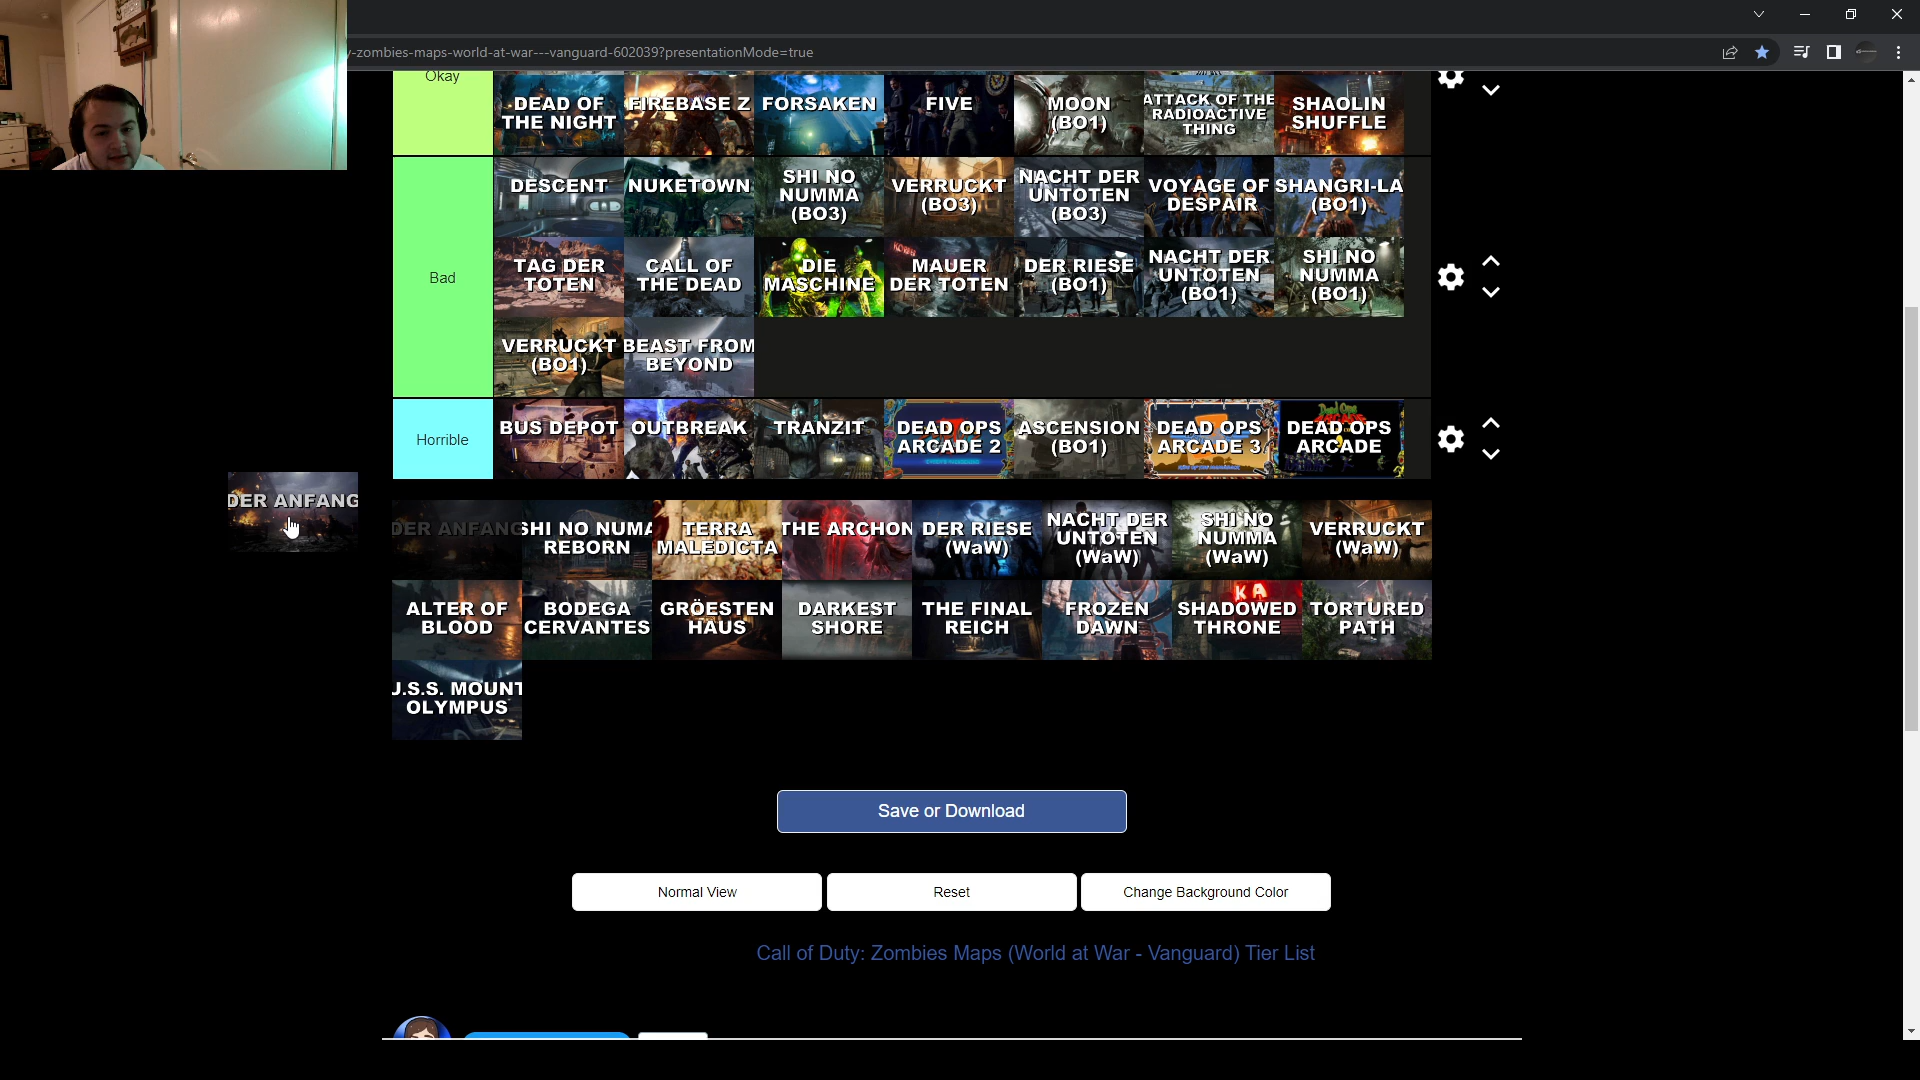 -zombies-maps-world-at-war---vanguard-602039?presentationMode=true
Okay
DEAD OF
THE NIGHT
FIREBASE Z
FORSAKEN
FIVE
MOON
(BO1)
ATTACK OF THE
RADIOACTIVE
THING
SHAOLIN
SHUFFLE
Bad
DESCENT
NUKETOWN
SHI NO
NUMMA
(BO3)
VERRUCKT
(BO3)
NACHT DER
UNTOTEN
(BO3)
VOYAGE OF
DESPAIR
SHANGRI-LA
(BO1)
TAG DER
TOTEN
CALL OF
THE DEAD
DIE
MASCHINE
MAUER
DER TOTEN
DER RIESE
(BO1)
NACHT DER
UNTOTEN
(BO1)
SHI NO
NUMMA
(BO1)
VERRUCKT
(BO1)
BEAST FROM
BEYOND
Horrible
BUS DEPOT
OUTBREAK
TRANZIT
DEAD OPS
ARCADE 2
ASCENSION
(BO1)
DEAD OPS
ARCADE 3
DEAD OPS
ARCADE
DER ANFANG
DER ANFANG
SHI NO NUMA
REBORN
TERRA
MALEDICTA
THE ARCHON
DER RIESE
(WaW)
NACHT DER
UNTOTEN
(WaW)
SHI NO
NUMMA
(WaW)
VERRUCKT
(WaW)
ALTER OF
BLOOD
BODEGA
CERVANTES
GRÖESTEN
HAUS
DARKEST
SHORE
THE FINAL
REICH
FROZEN
DAWN
SHADOWED
THRONE
TORTURED
PATH
U.S.S. MOUNT
OLYMPUS
Save or Download
Normal View
Reset
Change Background Color
Call of Duty: Zombies Maps (World at War - Vanguard) Tier List